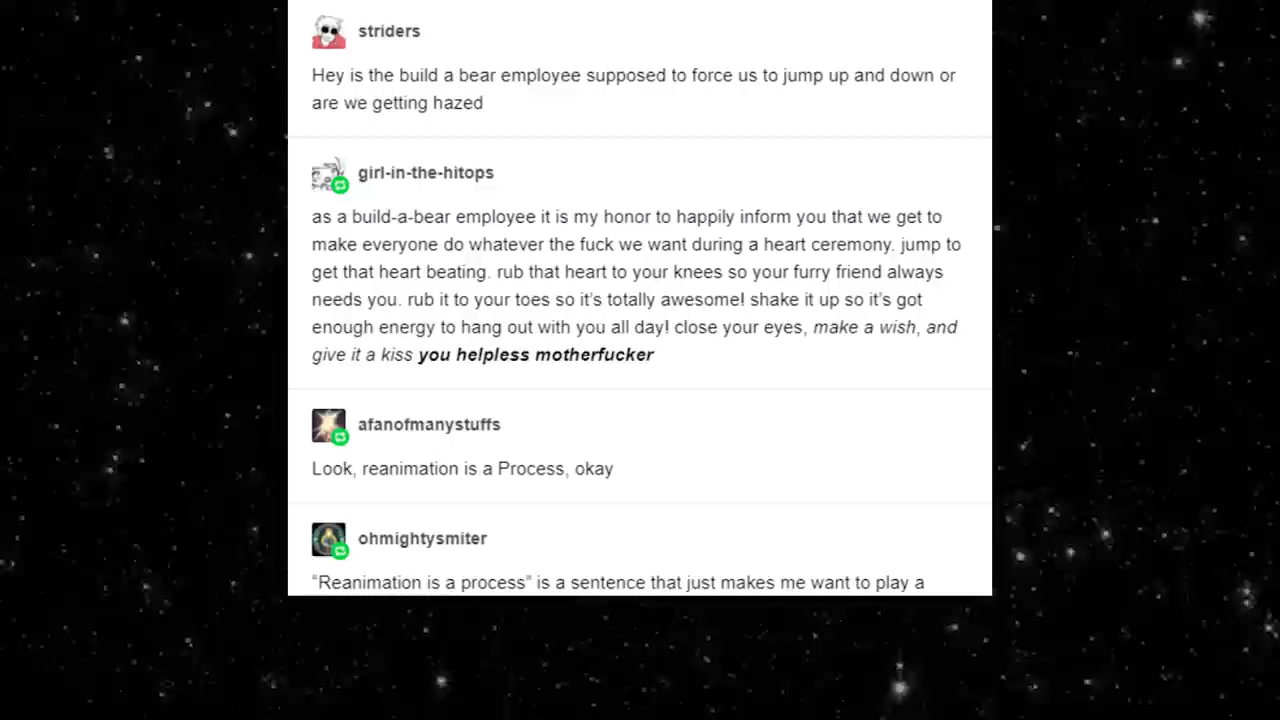 striders
Hey is the build a bear employee supposed to force us to jump up and down or
are we getting hazed
girl-in-the-hitops
as a build-a-bear employee it is my honor to happily inform you that we get to
make everyone do whatever the fuck we want during a heart ceremony. jump to
get that heart beating. rub that heart to your knees so your furry friend always
needs you. rub it to your toes so it's totally awesome! shake it up so it's got
enough energy to hang out with you all day! close your eyes, make a wish, and
give it a kiss you helpless motherfucker
afanofmanystuffs
Look, reanimation is a Process, okay
ohmightysmiter
“Reanimation is a process” is a sentence that just makes me want to play a